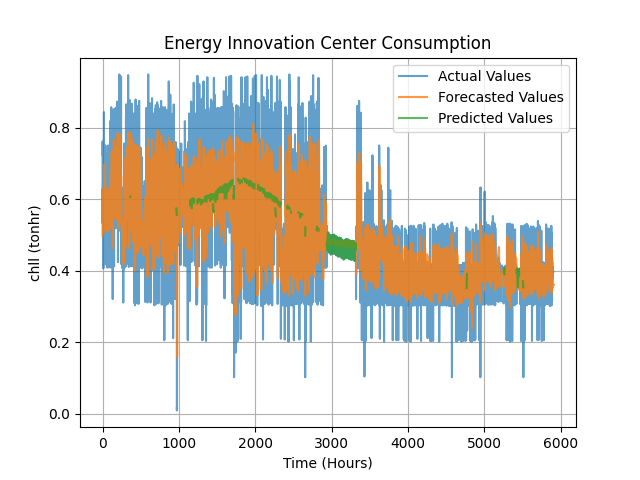 Energy Innovation Center Consumption
Actual Values
Forecasted Values
Predicted Values
chll (tonhr)
0.8
0.6
0.4
0.2
0.0
0 1000 2000 3000 4000 5000 6000
Time (Hours)